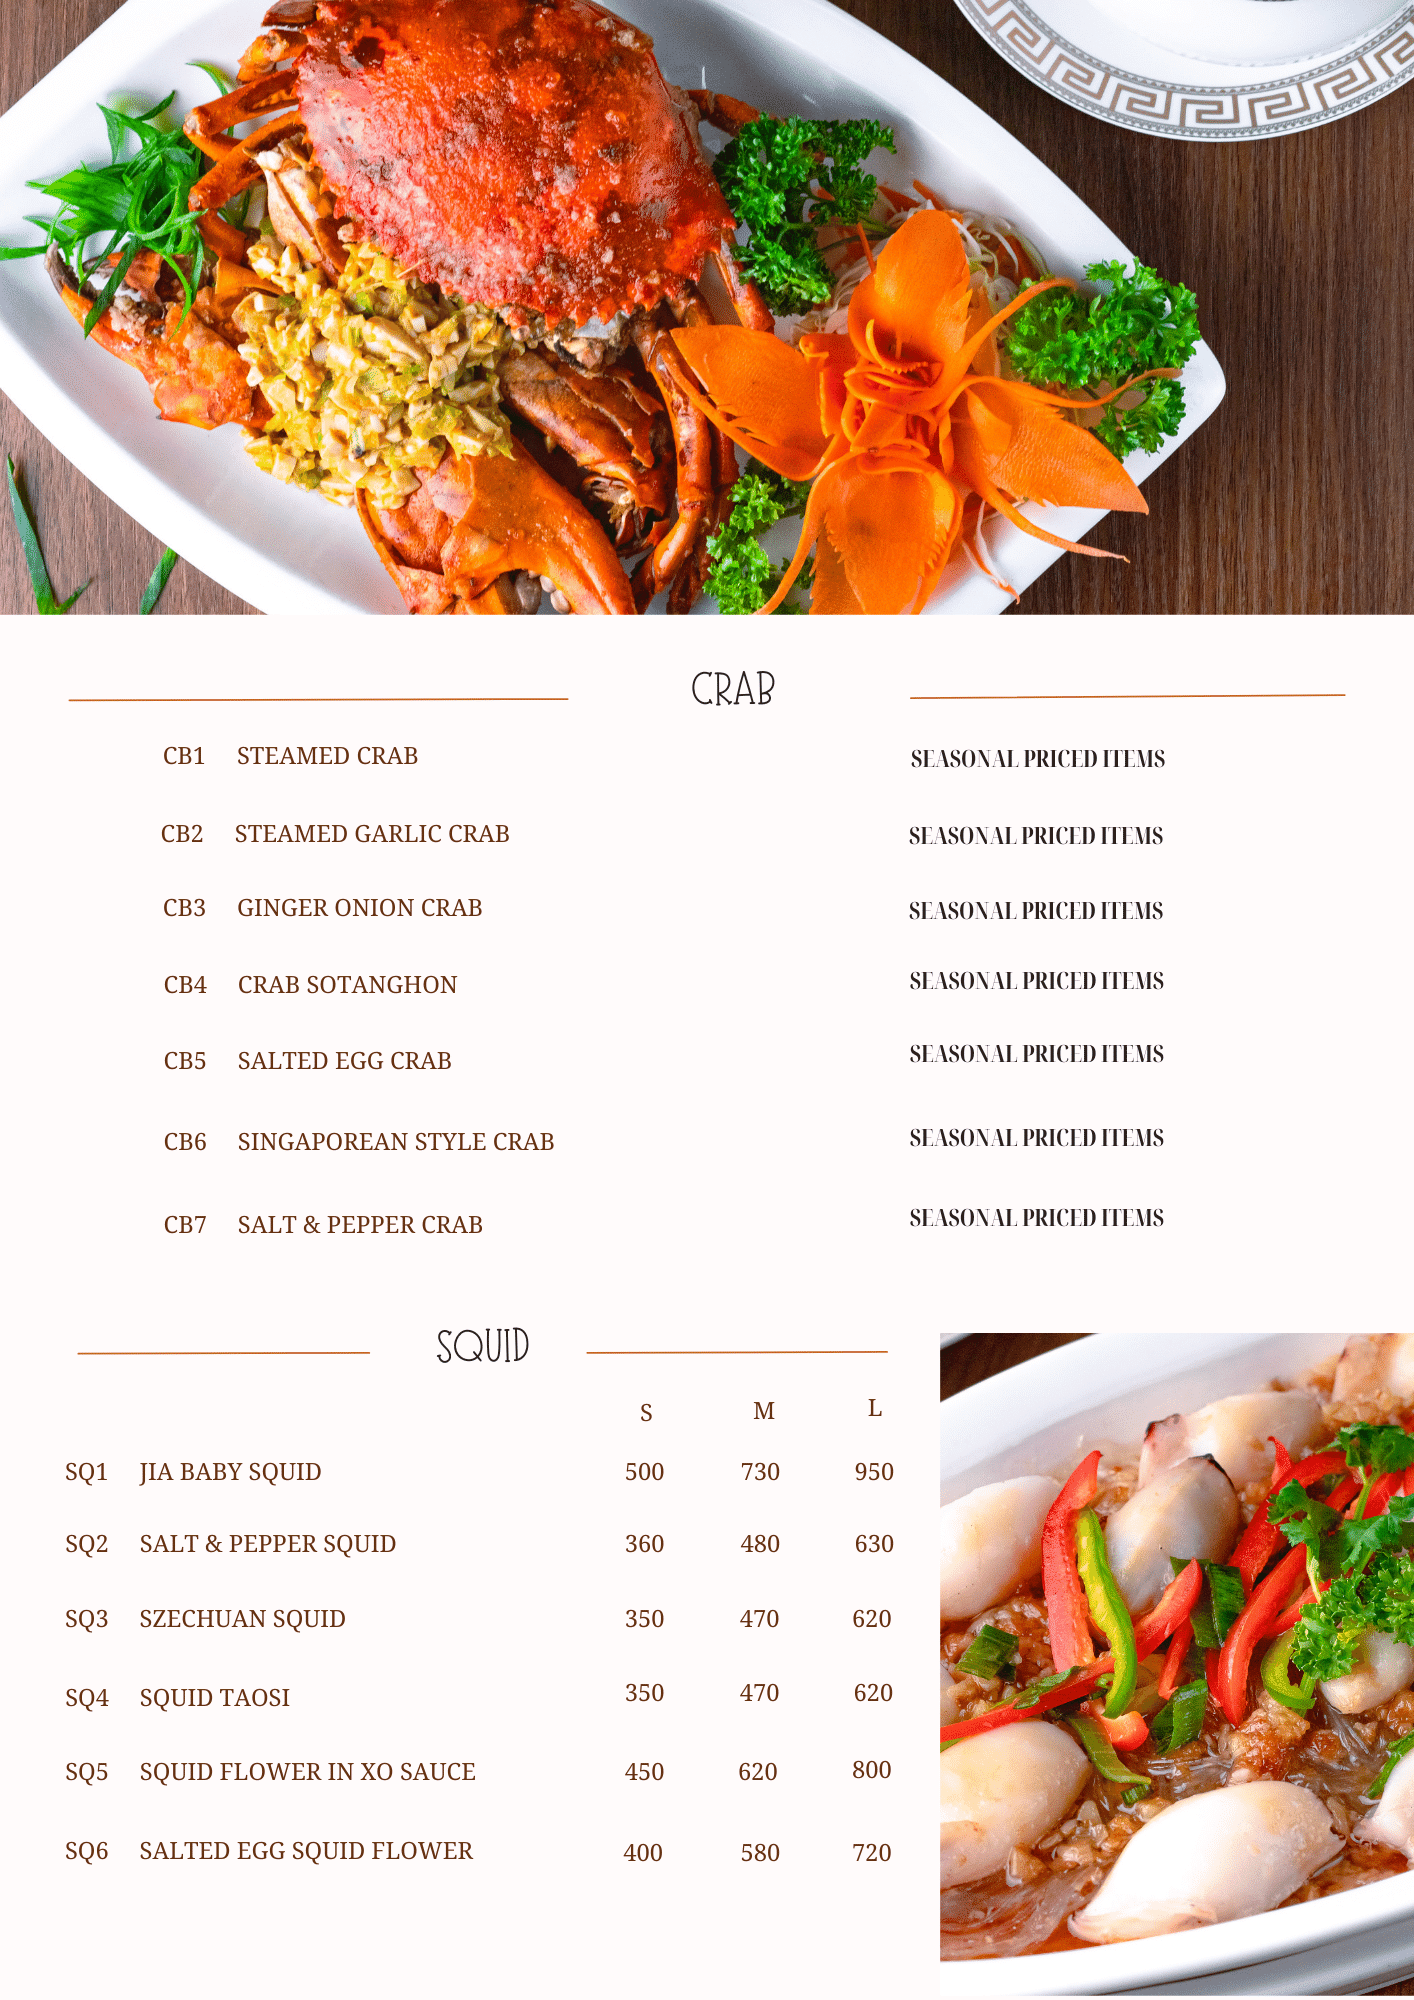 CRAB
CB1 STEAMED CRAB SEASONAL PRICED ITEMS
CB2 STEAMED GARLIC CRAB SEASONAL PRICED ITEMS
CB3 GINGER ONION CRAB SEASONAL PRICED ITEMS
CB4 CRAB SOTANGHON SEASONAL PRICED ITEMS
CB5 SALTED EGG CRAB SEASONAL PRICED ITEMS
CB6 SINGAPOREAN STYLE CRAB SEASONAL PRICED ITEMS
CB7 SALT & PEPPER CRAB SEASONAL PRICED ITEMS
SQUID
S M L
SQ1 JIA BABY SQUID 500 730 950
SQ2 SALT & PEPPER SQUID 360 480 630
SQ3 SZECHUAN SQUID 350 470 620
SQ4 SQUID TAOSI 350 470 620
SQ5 SQUID FLOWER IN XO SAUCE 450 620 800
SQ6 SALTED EGG SQUID FLOWER 400 580 720